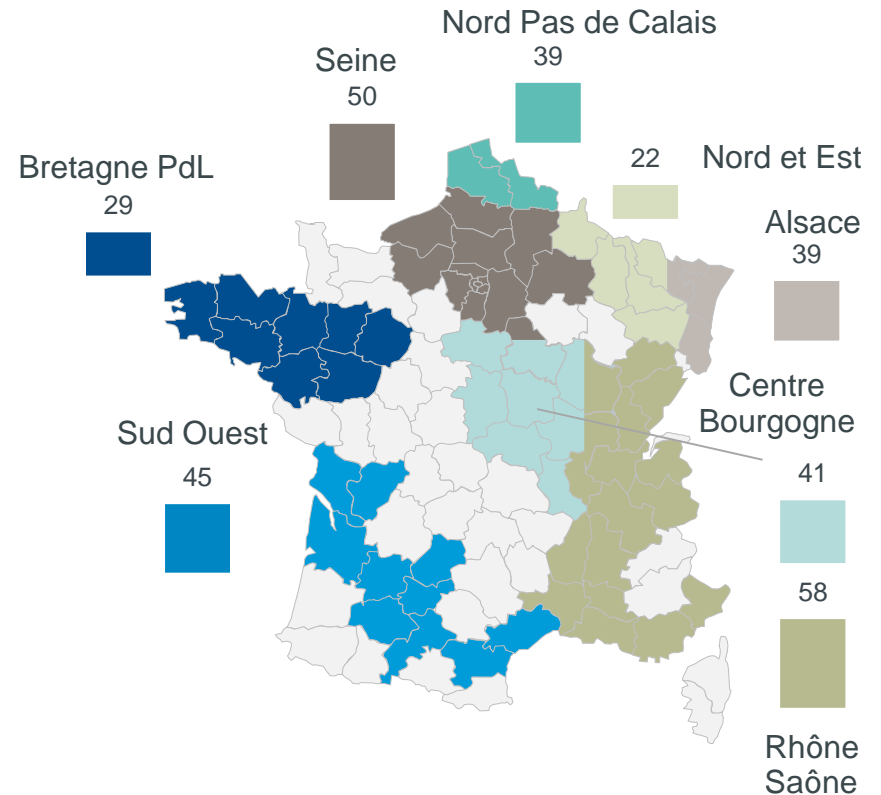 Nord Pas de Calais
39
Seine
50
22
Nord et Est
Bretagne PdL
29
Alsace
39
Centre
Bourgogne
41
Sud Ouest
45
58
Rhône
Saône